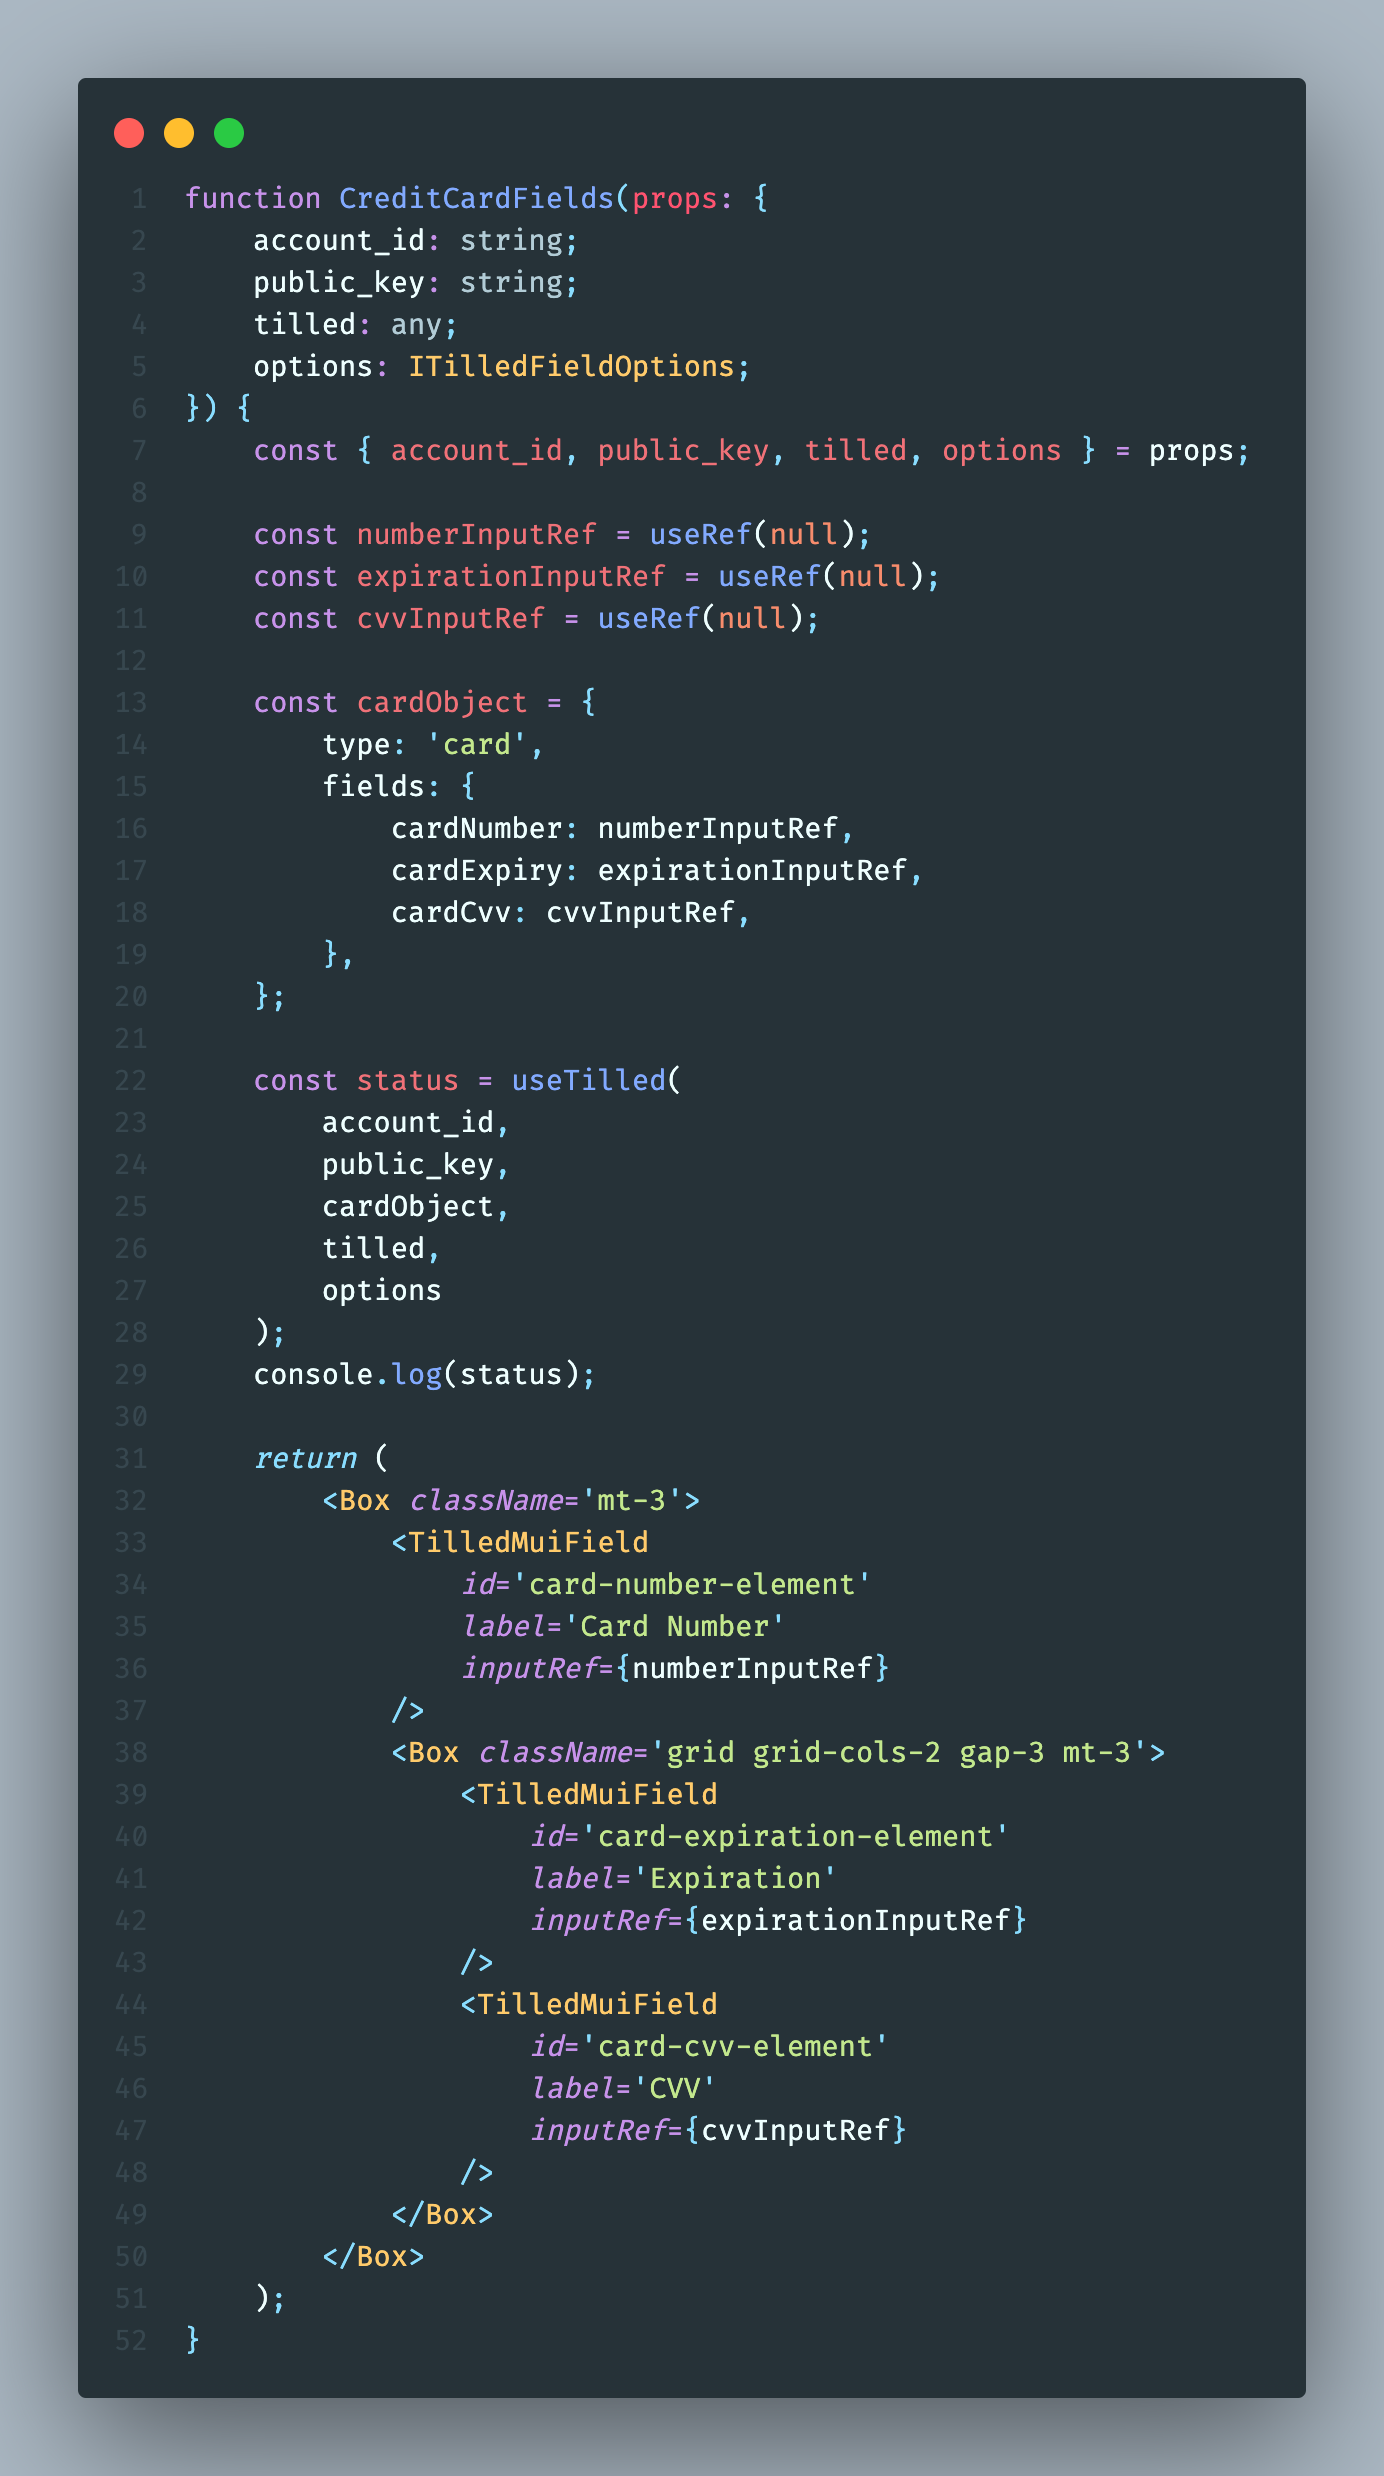 1 function CreditCardFields(props: {
2     account_id: string;
3     public_key: string;
4     tilled: any;
5     options: ITilledFieldOptions;
6 }) {
7     const { account_id, public_key, tilled, options } = props;
8
9     const numberInputRef = useRef(null);
10     const expirationInputRef = useRef(null);
11     const cvvInputRef = useRef(null);
12
13     const cardObject = {
14         type: 'card',
15         fields: {
16             cardNumber: numberInputRef,
17             cardExpiry: expirationInputRef,
18             cardCvv: cvvInputRef,
19         },
20     };
21
22     const status = useTilled(
23         account_id,
24         public_key,
25         cardObject,
26         tilled,
27         options
28     );
29     console.log(status);
30
31     return (
32         <Box className='mt-3'>
33             <TilledMuiField
34                 id='card-number-element'
35                 label='Card Number'
36                 inputRef={numberInputRef}
37             />
38             <Box className='grid grid-cols-2 gap-3 mt-3'>
39                 <TilledMuiField
40                     id='card-expiration-element'
41                     label='Expiration'
42                     inputRef={expirationInputRef}
43                 />
44                 <TilledMuiField
45                     id='card-cvv-element'
46                     label='CVV'
47                     inputRef={cvvInputRef}
48                 />
49             </Box>
50         </Box>
51     );
52 }